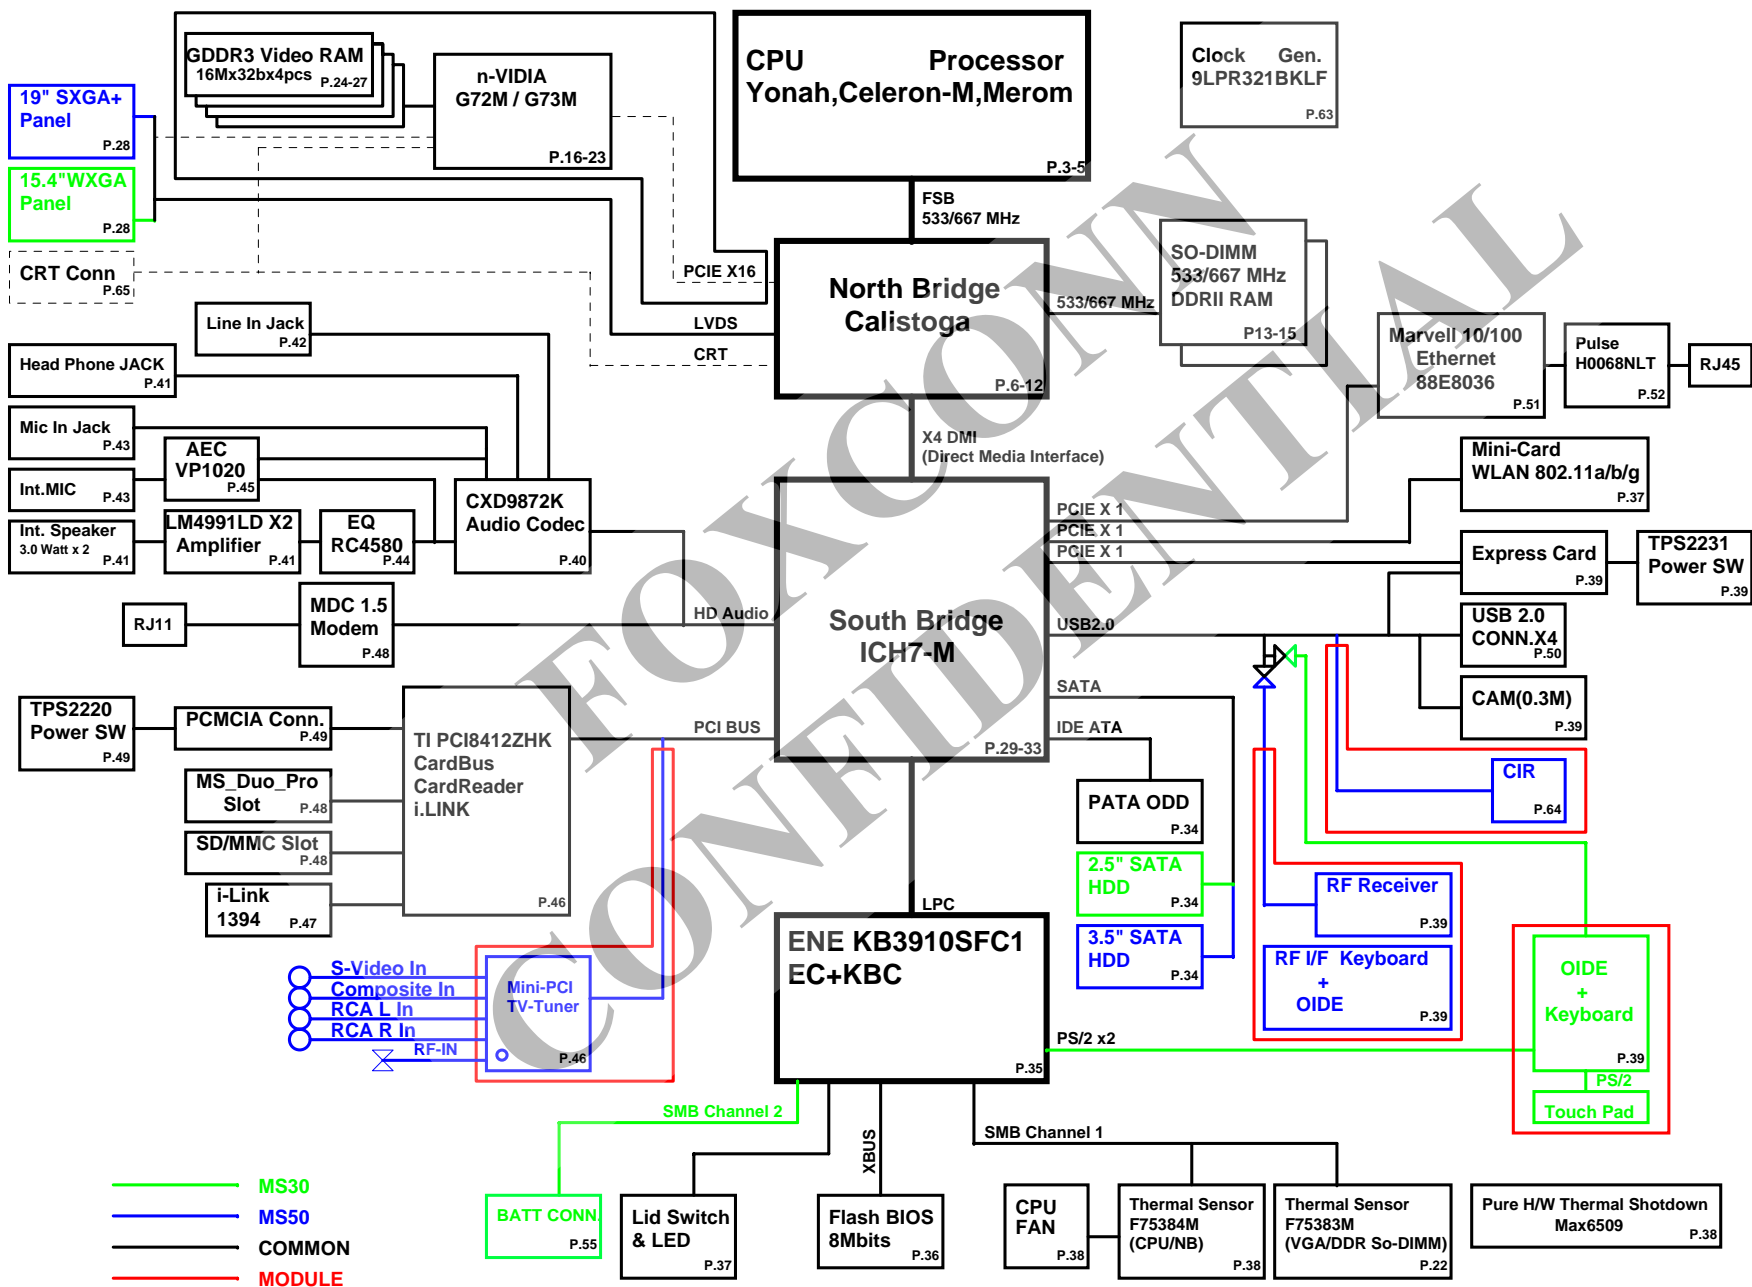 GDDR3 Video RAM
16Mx32bx4pcs P.24-27
n-VIDIA
G72M / G73M
P.16-23
CPU Processor
Yonah,Celeron-M,Merom
P.3-5
Clock Gen.
9LPR321BKLF
P.63
19" SXGA+
Panel
P.28
15.4"WXGA
Panel
P.28
CRT Conn
P.65
FSB
533/667 MHz
PCIE X16
LVDS
CRT
North Bridge
Calistoga
P.6-12
533/667 MHz
SO-DIMM
533/667 MHz
DDRII RAM
P13-15
Marvell 10/100
Ethernet
88E8036
P.51
Pulse
H0068NLT
P.52
RJ45
Line In Jack
P.42
Head Phone JACK
P.41
Mic In Jack
P.43
AEC
VP1020
P.45
Int.MIC
P.43
Int. Speaker
3.0 Watt x 2
P.41
LM4991LD X2
Amplifier
P.41
EQ
RC4580
P.44
CXD9872K
Audio Codec
P.40
X4 DMI
(Direct Media Interface)
Mini-Card
WLAN 802.11a/b/g
P.37
PCIE X 1
PCIE X 1
PCIE X 1
Express Card
P.39
TPS2231
Power SW
P.39
RJ11
MDC 1.5
Modem
P.48
HD Audio
South Bridge
ICH7-M
P.29-33
USB2.0
USB 2.0
CONN.X4
P.50
CAM(0.3M)
P.39
SATA
IDE ATA
PCI BUS
TPS2220
Power SW
P.49
PCMCIA Conn.
P.49
TI PCI8412ZHK
CardBus
CardReader
i.LINK
P.46
MS_Duo_Pro
Slot
P.48
SD/MMC Slot
P.48
i-Link
1394
P.47
CIR
P.64
PATA ODD
P.34
2.5" SATA
HDD
P.34
3.5" SATA
HDD
P.34
RF Receiver
P.39
RF I/F Keyboard
+
OIDE
P.39
OIDE
+
Keyboard
P.39
PS/2
Touch Pad
LPC
ENE KB3910SFC1
EC+KBC
P.35
PS/2 x2
S-Video In
Composite In
RCA L In
RCA R In
RF-IN
Mini-PCI
TV-Tuner
P.46
SMB Channel 2
XBUS
SMB Channel 1
MS30
MS50
COMMON
MODULE
BATT CONN.
P.55
Lid Switch
& LED
P.37
Flash BIOS
8Mbits
P.36
CPU
FAN
P.38
Thermal Sensor
F75384M
(CPU/NB)
P.38
Thermal Sensor
F75383M
(VGA/DDR So-DIMM)
P.22
Pure H/W Thermal Shotdown
Max6509
P.38
FOXCONN
CONFIDENTIAL